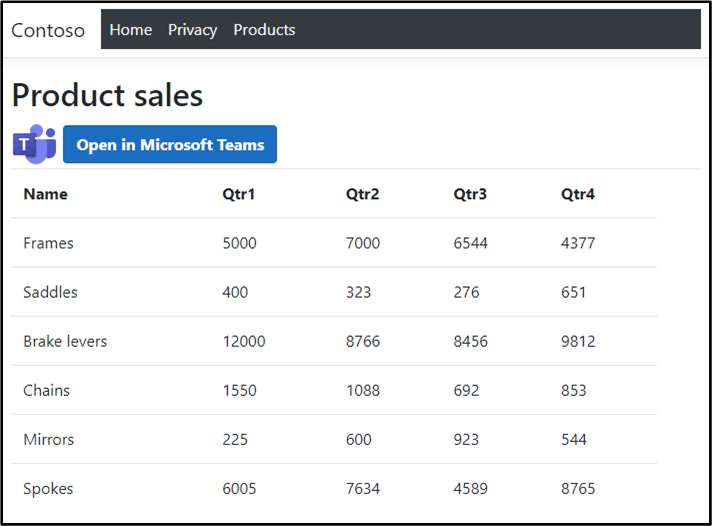 Contoso Home Privacy Products
Product sales
T Open in Microsoft Teams
Name Qtr1 Qtr2 Qtr3 Qtr4
Frames 5000 7000 6544 4377
Saddles 400 323 276 651
Brake levers 12000 8766 8456 9812
Chains 1550 1088 692 853
Mirrors 225 600 923 544
Spokes 6005 7634 4589 8765